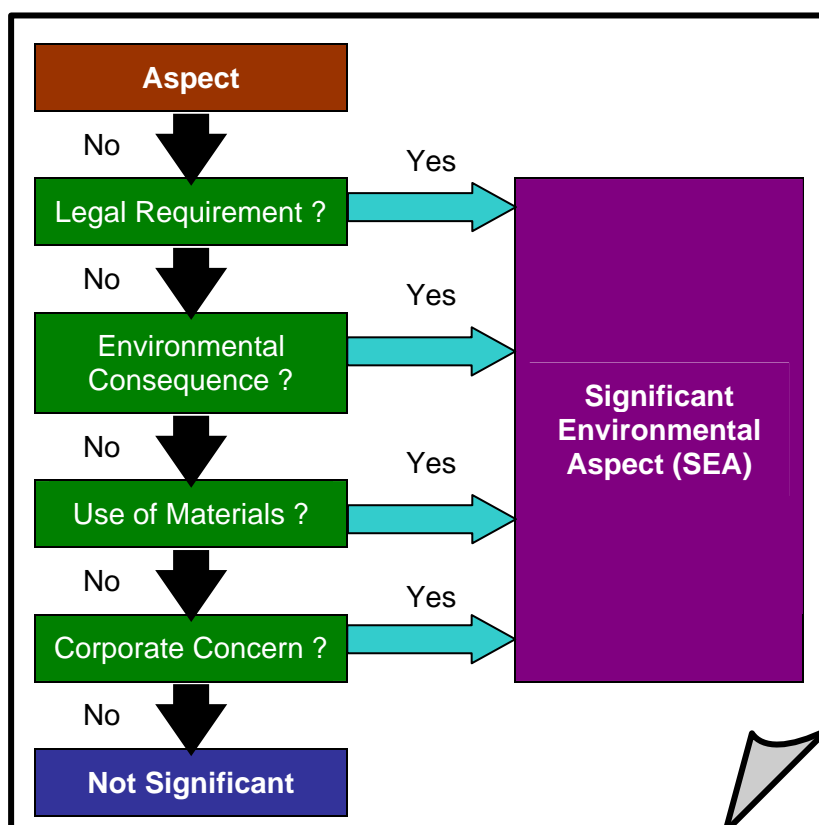 Aspect
No
Yes
Legal Requirement ?
No
Yes
Environmental
Consequence ?
No
Yes
Use of Materials ?
No
Yes
Corporate Concern ?
No
Not Significant
Significant
Environmental
Aspect (SEA)